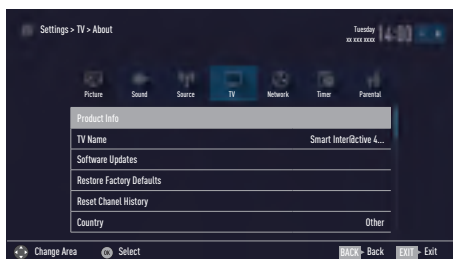 Settings > TV > About
Tuesday
xx xxx xxxx
14:03
Picture Sound Source TV Network Timer Parental
Product Info
TV Name Smart Inter@ctive 4...
Software Updates
Restore Factory Defaults
Reset Chanel History
Country Other
Change Area OK Select BACK Back EXIT Exit